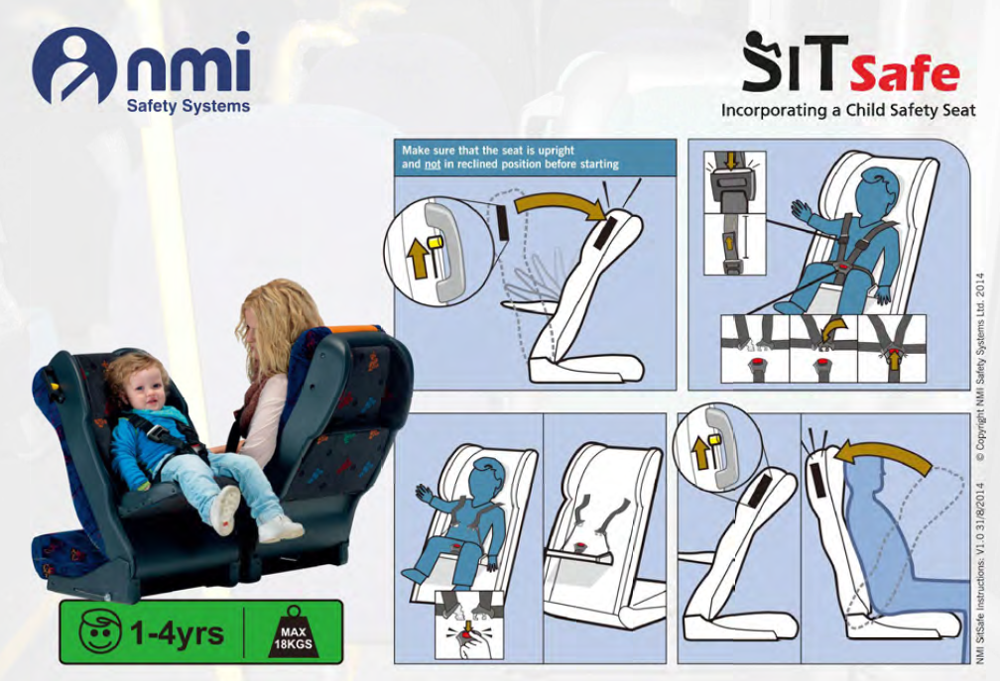 nmi
Safety Systems
SIT Safe
Incorporating a Child Safety Seat
Make sure that the seat is upright
and not in reclined position before starting
1-4yrs
MAX
18KGS
NMI SitSafe Instructions: V1.0 31/8/2014 © Copyright NMI Safety Systems Ltd. 2014